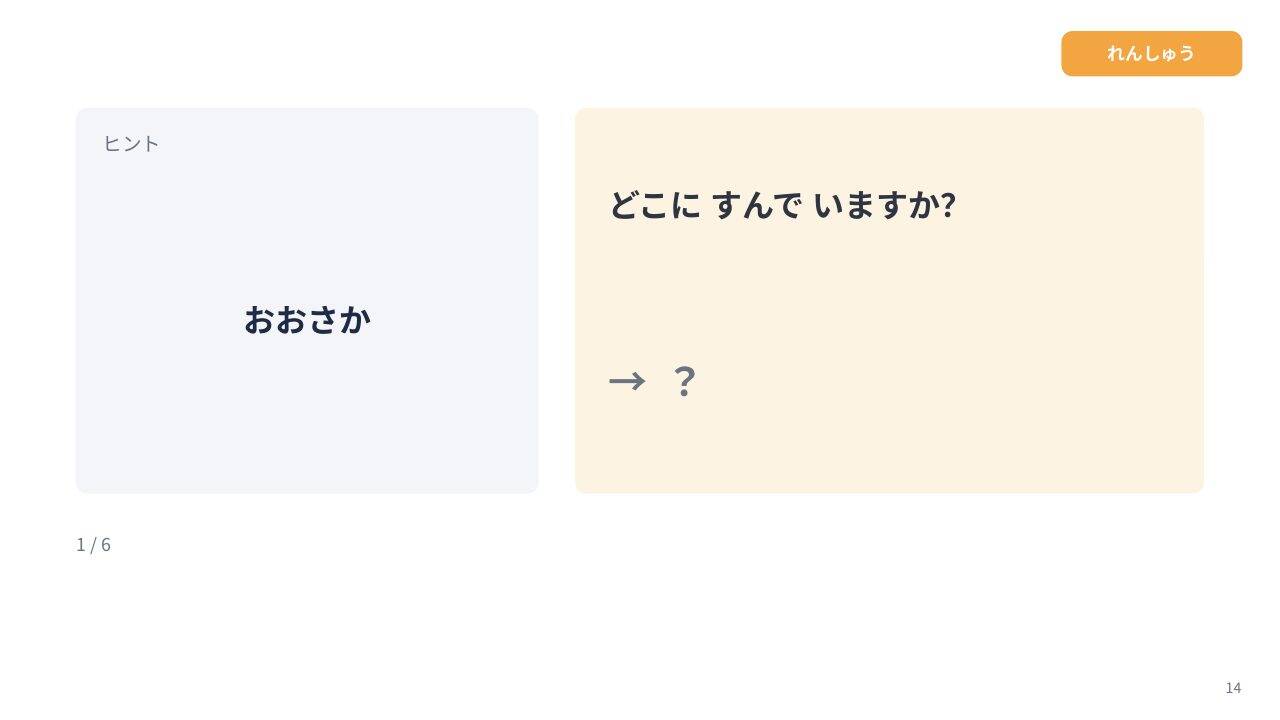 れんしゅう
ヒント
おおさか
どこに すんで いますか?
→ ？
1 / 6
14